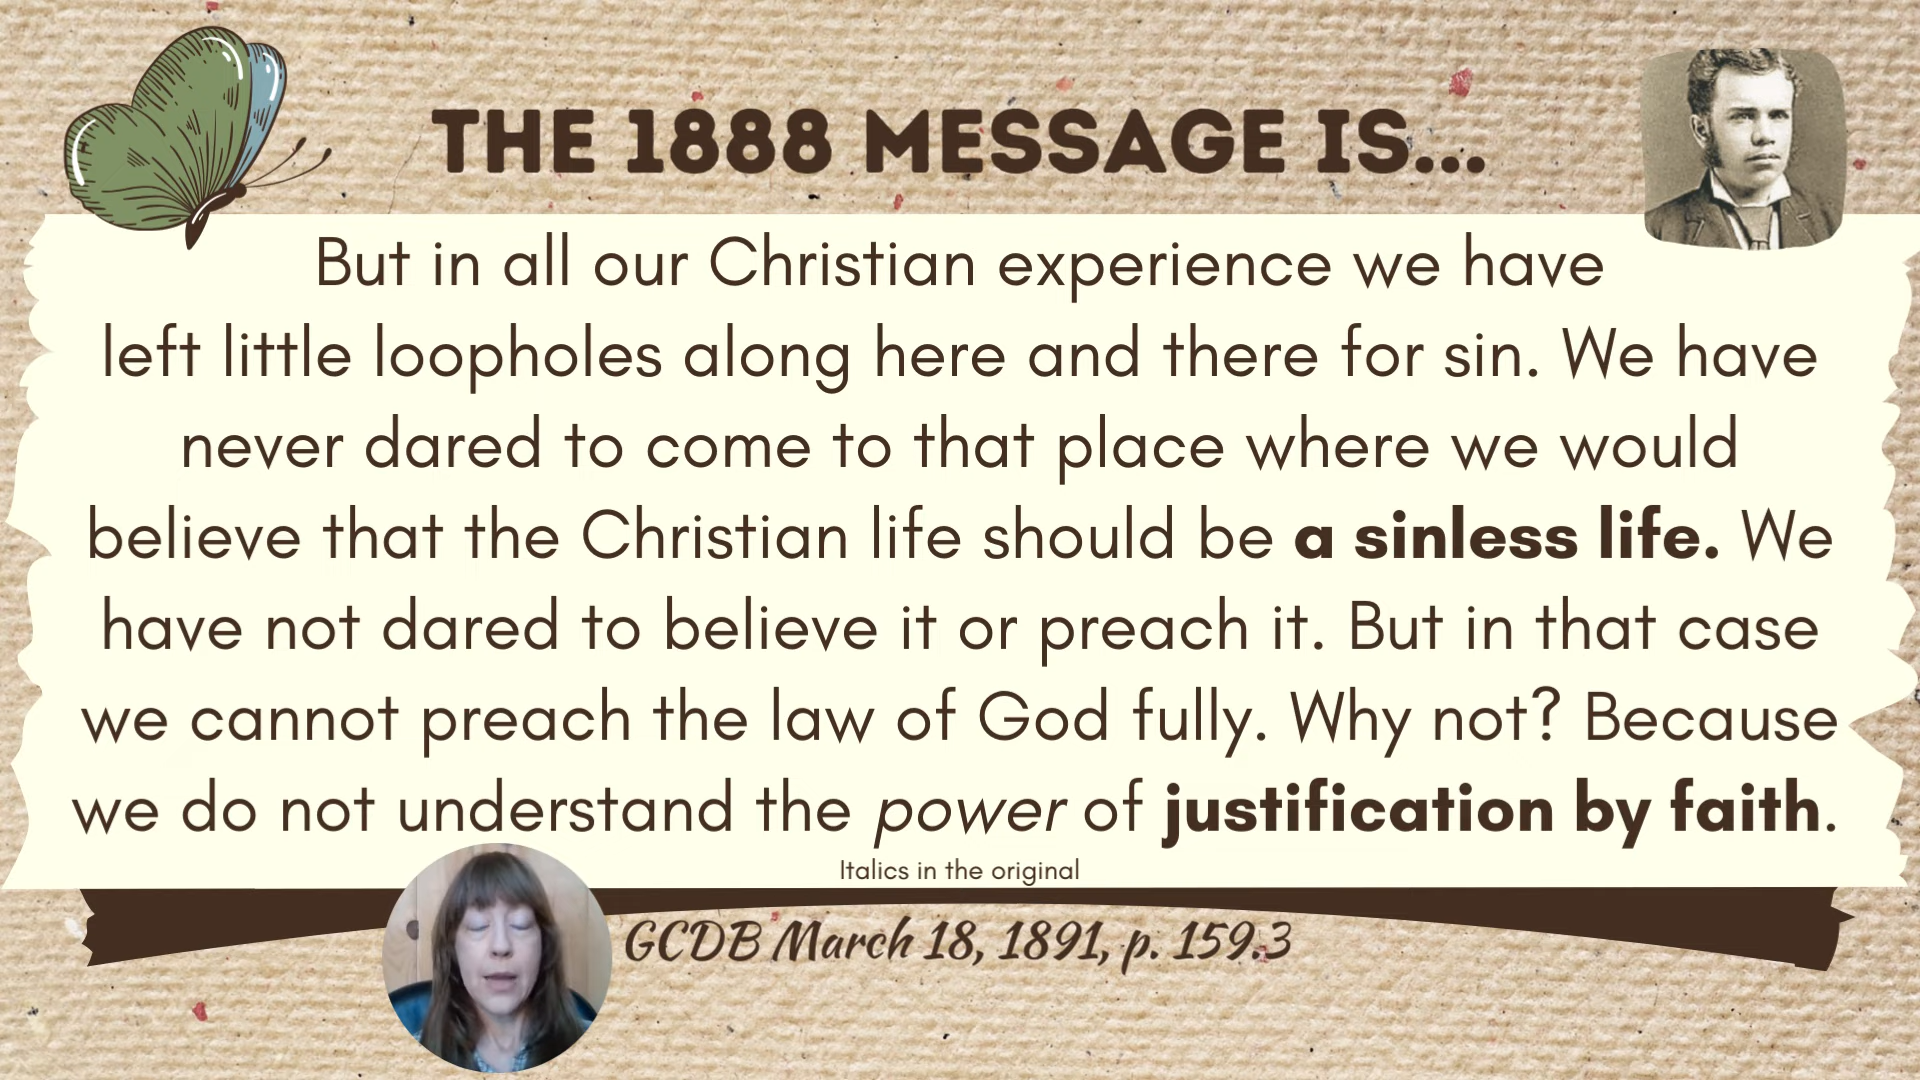 THE 1888 MESSAGE IS...
But in all our Christian experience we have
left little loopholes along here and there for sin. We have
never dared to come to that place where we would
believe that the Christian life should be a sinless life. We
have not dared to believe it or preach it. But in that case
we cannot preach the law of God fully. Why not? Because
we do not understand the power of justification by faith.
Italics in the original
GCDB March 18, 1891, p. 159.3